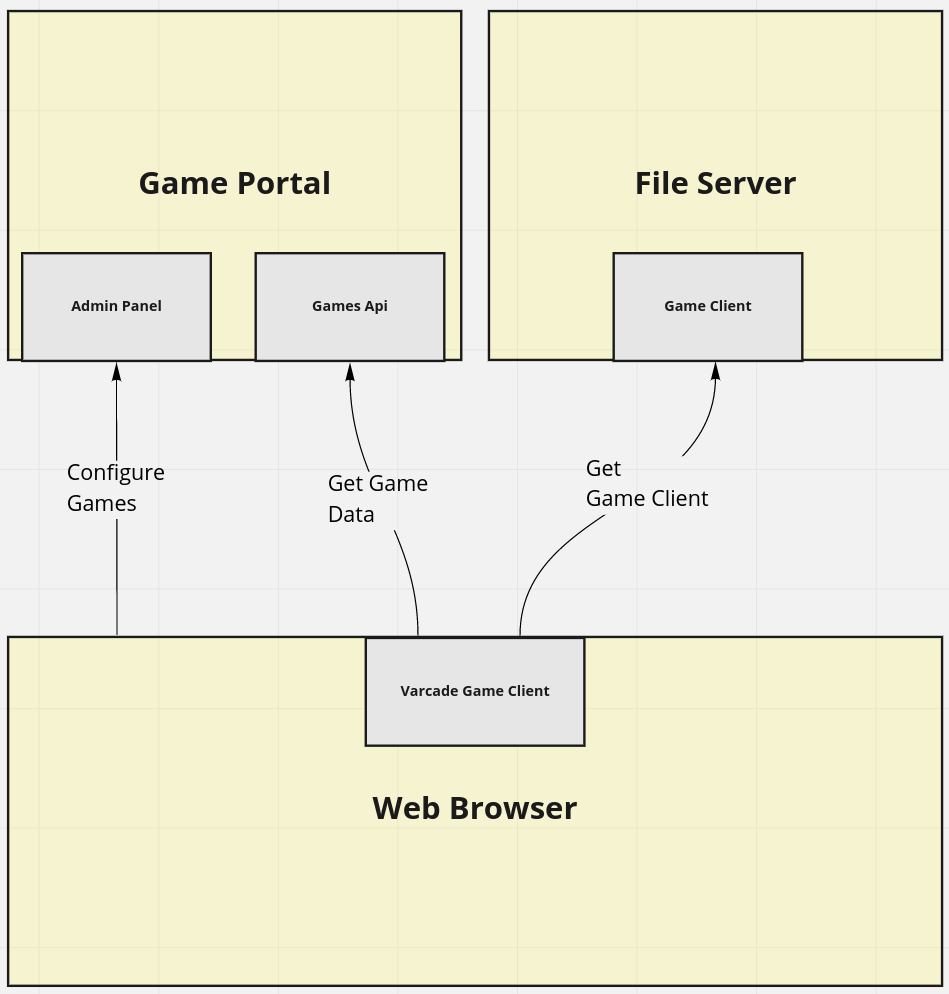 Game Portal
File Server
Admin Panel
Games Api
Game Client
Configure
Games
Get Game
Data
Get
Game Client
Varcade Game Client
Web Browser